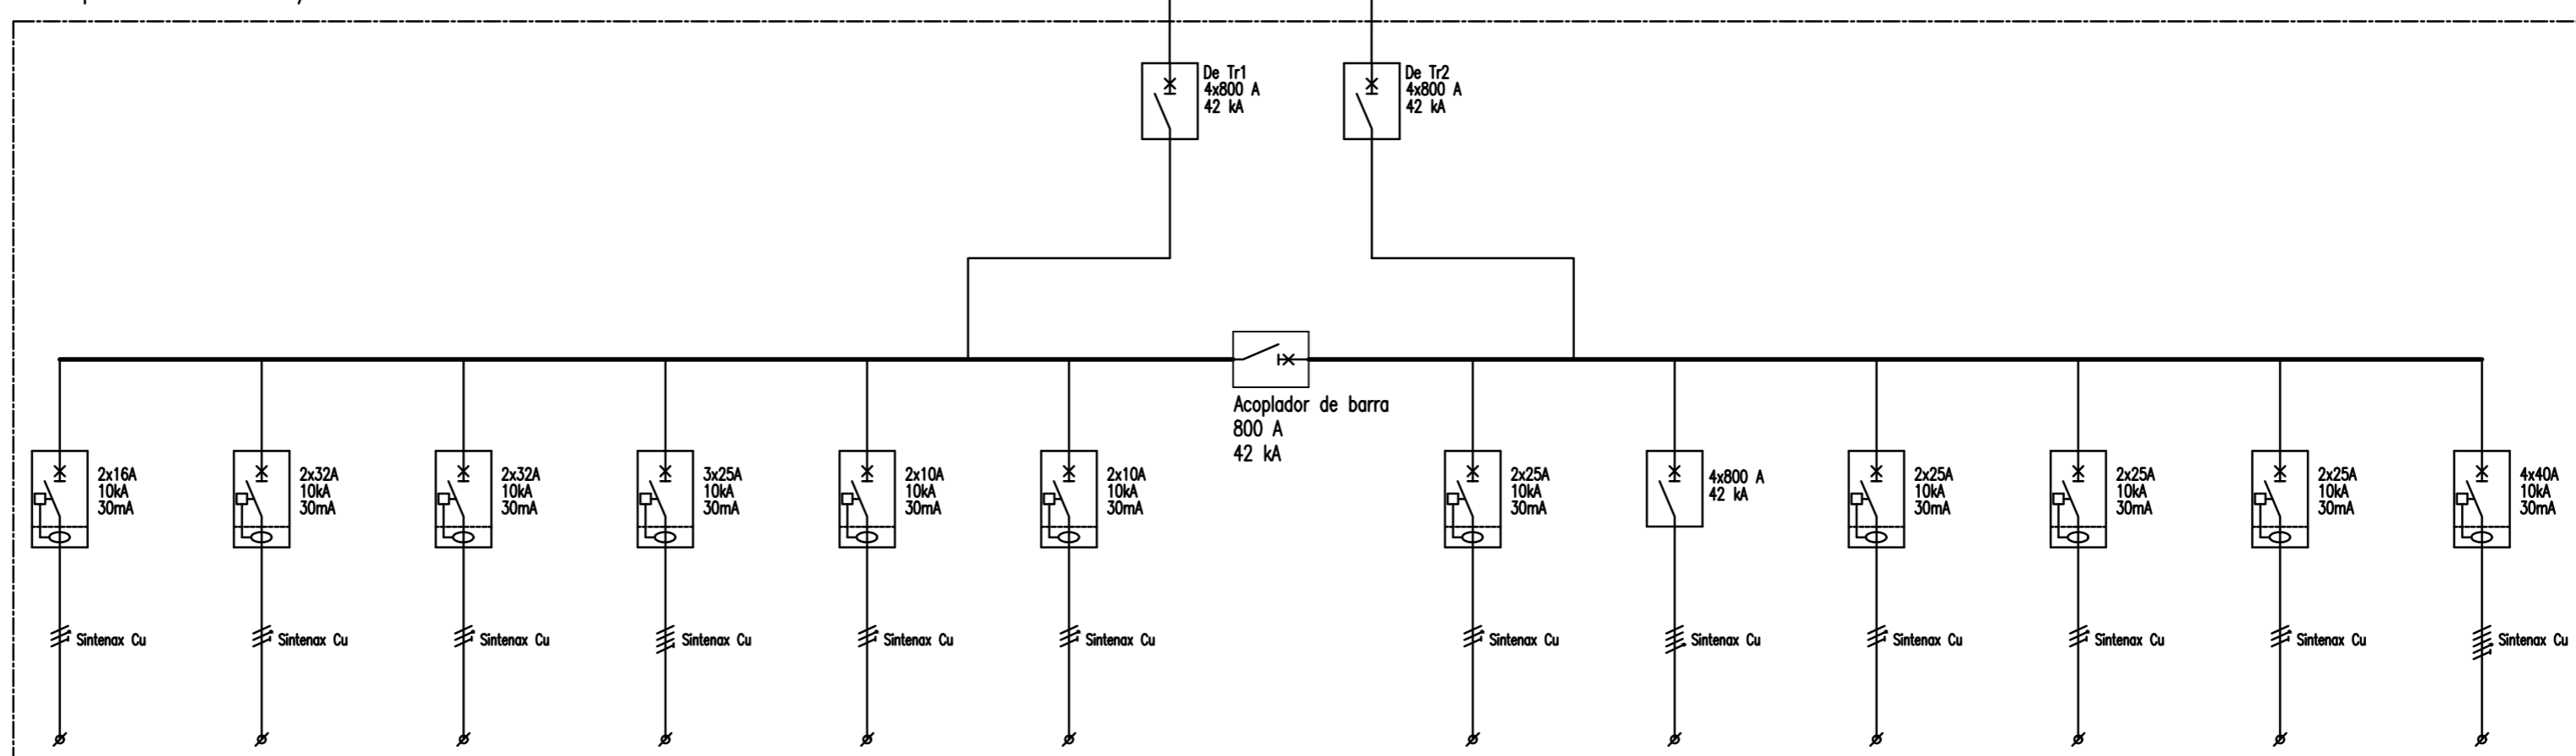 De Tr1
4x800 A
42 kA
De Tr2
4x800 A
42 kA
Acoplador de barra
800 A
42 kA
2x16A
10kA
30mA
2x32A
10kA
30mA
2x32A
10kA
30mA
3x25A
10kA
30mA
2x10A
10kA
30mA
2x10A
10kA
30mA
2x25A
10kA
30mA
4x800 A
42 kA
2x25A
10kA
30mA
2x25A
10kA
30mA
2x25A
10kA
30mA
4x40A
10kA
30mA
Sintenax Cu
Sintenax Cu
Sintenax Cu
Sintenax Cu
Sintenax Cu
Sintenax Cu
Sintenax Cu
Sintenax Cu
Sintenax Cu
Sintenax Cu
Sintenax Cu
Sintenax Cu